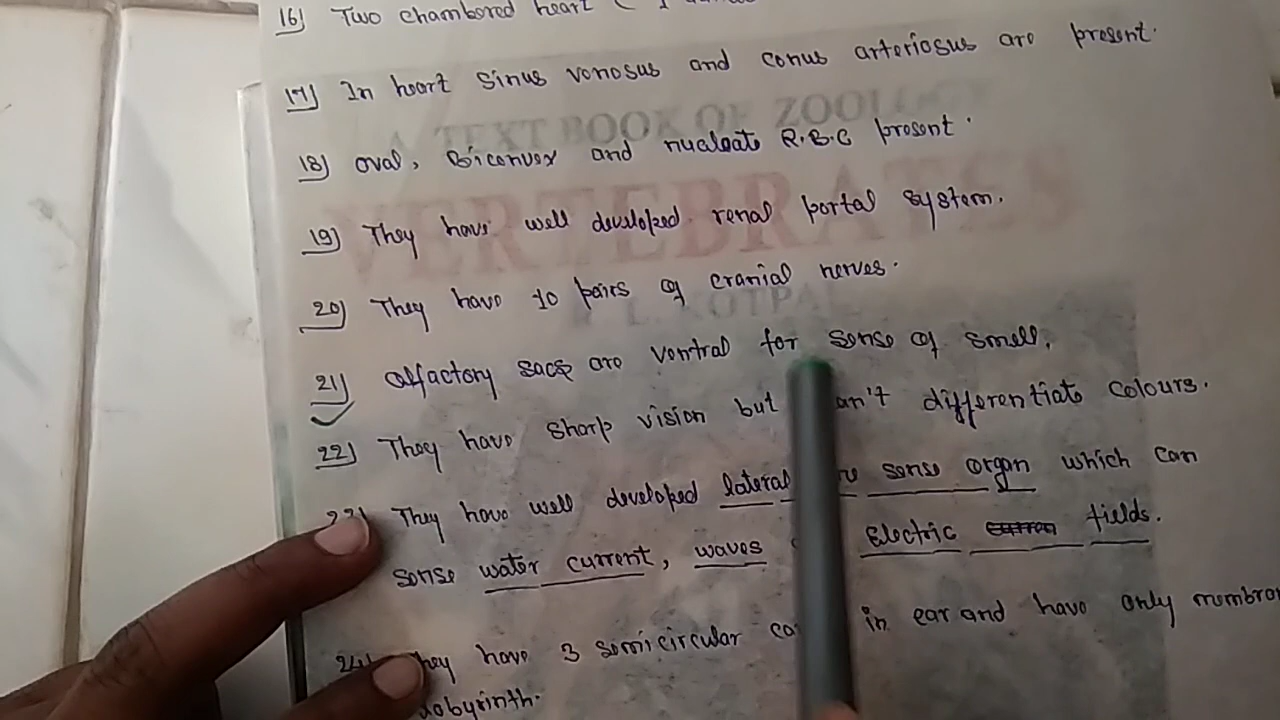 16) Two chambered heart (
17) In heart Sinus venosus and conus arteriosus are present.
18) oval, Biconvex and nucleate R.B.C present.
A TEXT BOOK OF ZOOLOGY
19) They have well developed renal portal system.
VERTEBRATES
20) They have 10 pairs of cranial nerves.
R.L. KOTPAL
21) olfactory sacs are ventral for sense of smell.
22) They have sharp vision but can't differentiate colours.
23) They have well developed lateral sense organ which can
sense water current, waves Electric fields.
24) They have 3 semicircular in ear and have only
labyrinth.